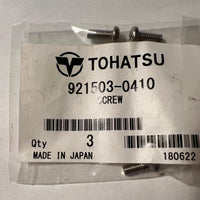 TOHATSU
921503-0410
SCREW
Qty 3
MADE IN JAPAN 180622